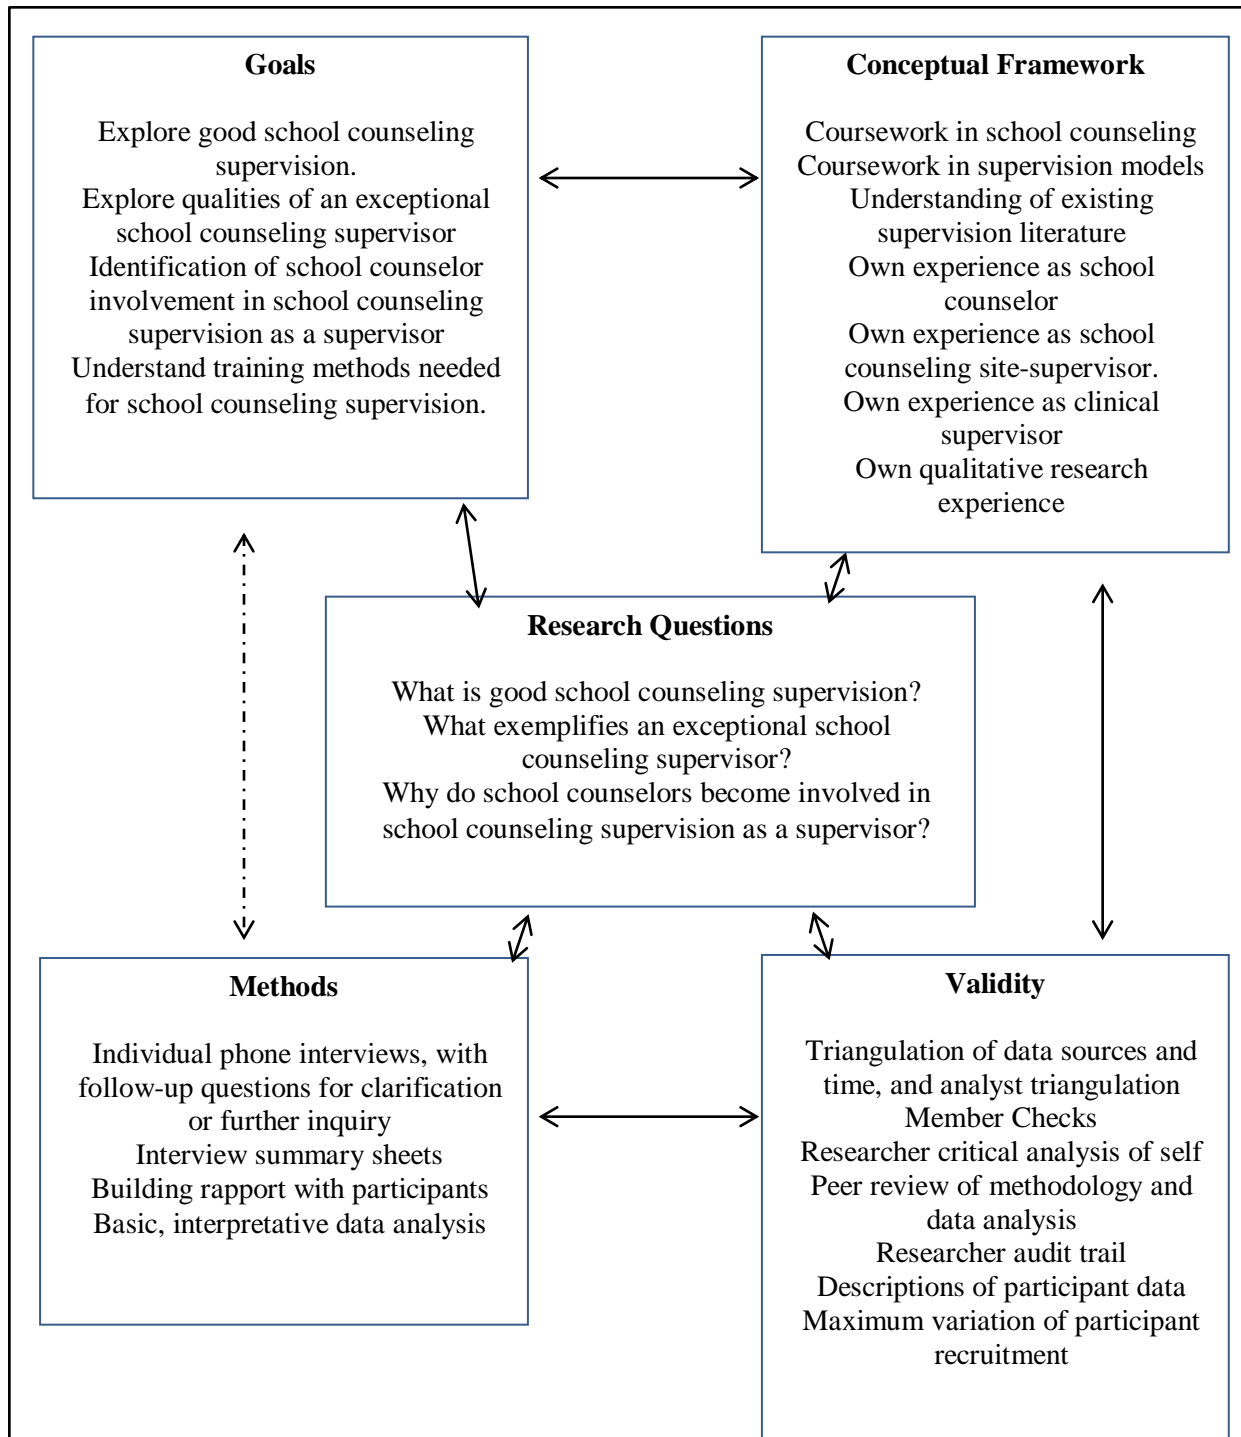 Goals
Explore good school counseling
supervision.
Explore qualities of an exceptional
school counseling supervisor
Identification of school counselor
involvement in school counseling
supervision as a supervisor
Understand training methods needed
for school counseling supervision.
Conceptual Framework
Coursework in school counseling
Coursework in supervision models
Understanding of existing
supervision literature
Own experience as school
counselor
Own experience as school
counseling site-supervisor.
Own experience as clinical
supervisor
Own qualitative research
experience
Research Questions
What is good school counseling supervision?
What exemplifies an exceptional school
counseling supervisor?
Why do school counselors become involved in
school counseling supervision as a supervisor?
Methods
Individual phone interviews, with
follow-up questions for clarification
or further inquiry
Interview summary sheets
Building rapport with participants
Basic, interpretative data analysis
Validity
Triangulation of data sources and
time, and analyst triangulation
Member Checks
Researcher critical analysis of self
Peer review of methodology and
data analysis
Researcher audit trail
Descriptions of participant data
Maximum variation of participant
recruitment